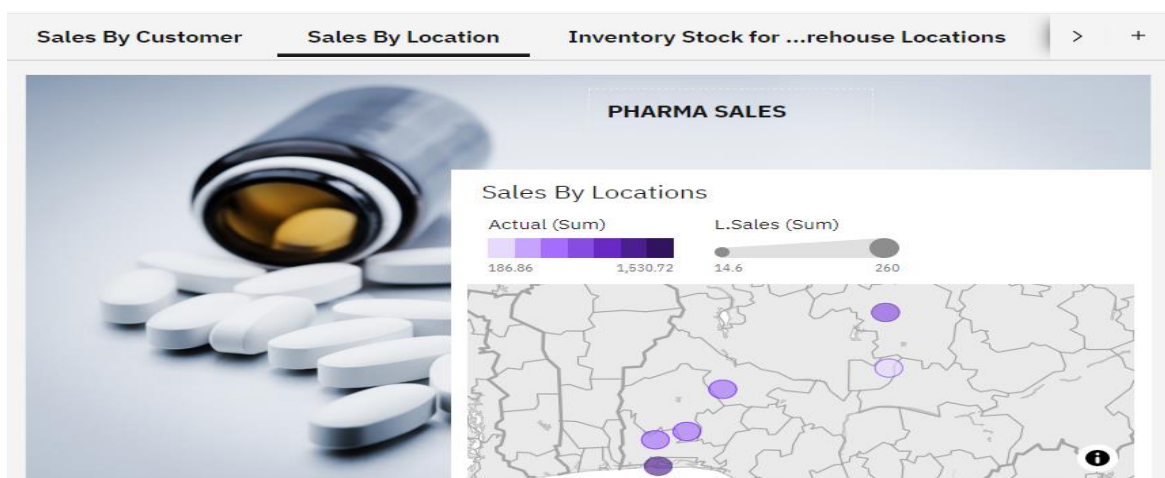 Sales By Customer Sales By Location Inventory Stock for ...rehouse Locations > +
PHARMA SALES
Sales By Locations
Actual (Sum) L.Sales (Sum)
186.86 1,530.72 14.6 260
i